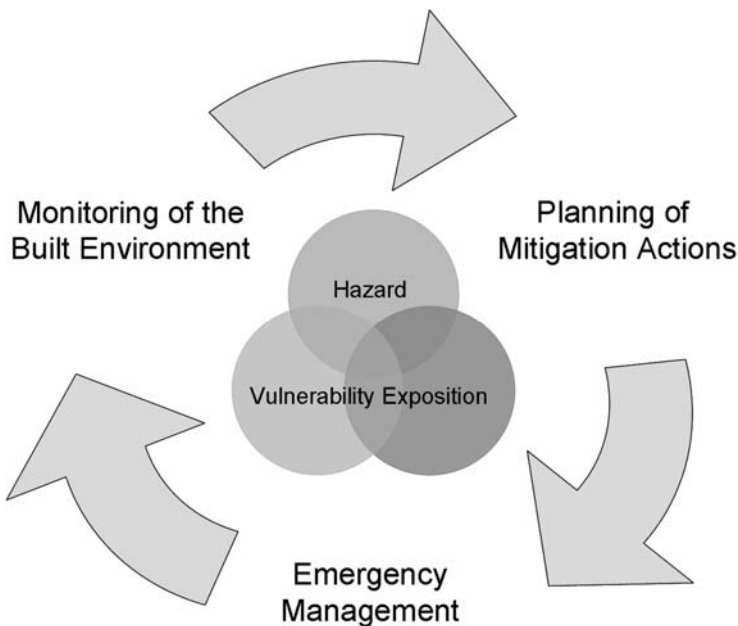 Monitoring of the
Built Environment
Planning of
Mitigation Actions
Hazard
Vulnerability Exposition
Emergency
Management